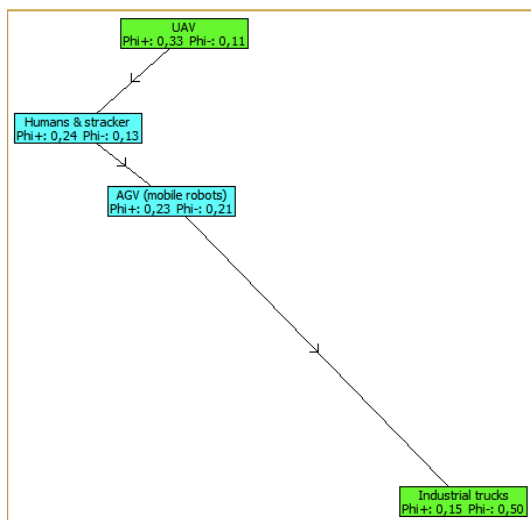 UAV
Phi+: 0,33 Phi-: 0,11
Humans & stracker
Phi+: 0,24 Phi-: 0,13
AGV (mobile robots)
Phi+: 0,23 Phi-: 0,21
Industrial trucks
Phi+: 0,15 Phi-: 0,50